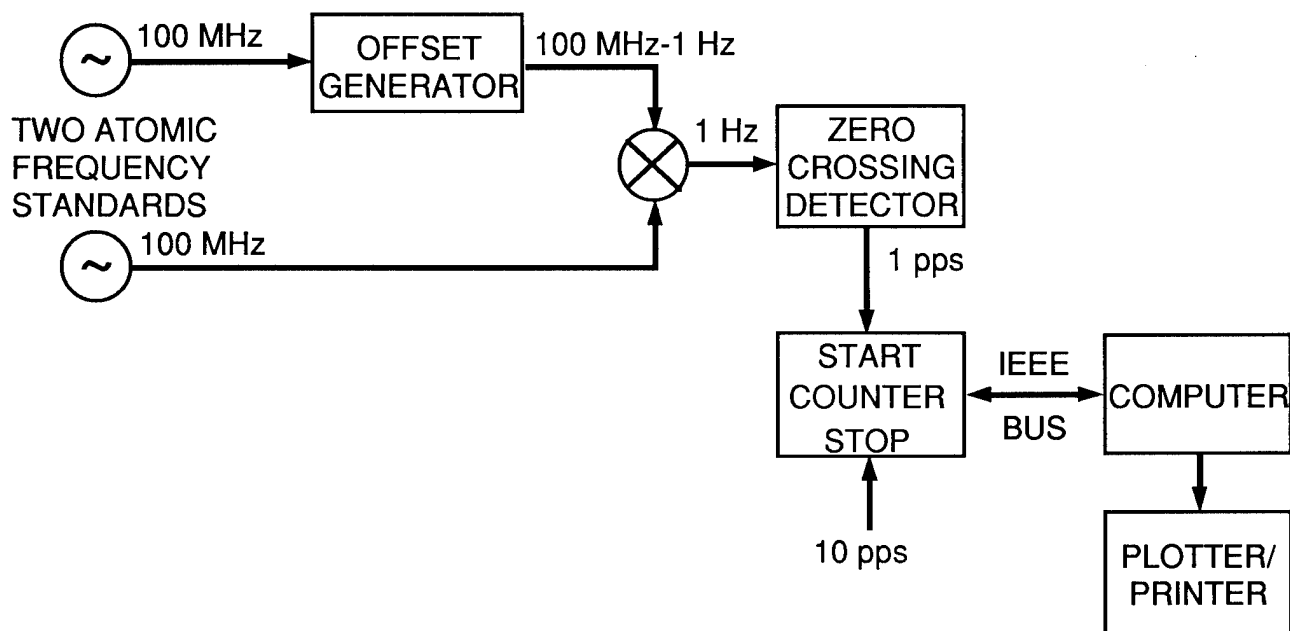 100 MHz
OFFSET
GENERATOR
100 MHz-1 Hz
~
TWO ATOMIC
FREQUENCY
STANDARDS
1 Hz
ZERO
CROSSING
DETECTOR
~
100 MHz
1 pps
START
COUNTER
STOP
IEEE
BUS
COMPUTER
10 pps
PLOTTER/
PRINTER